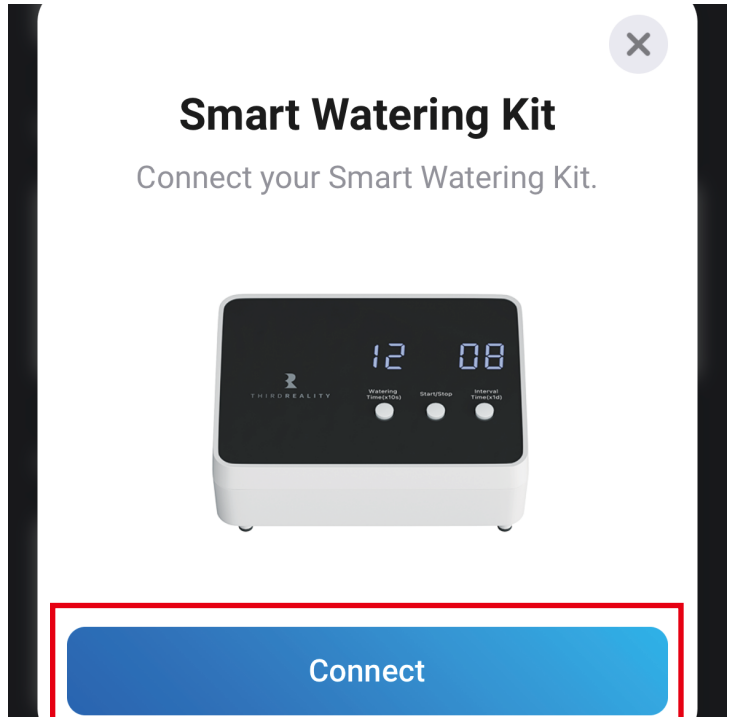 Smart Watering Kit
Connect your Smart Watering Kit.
12 08
THIRDREALITY
Watering
Time(x10s)
Start/Stop
Interval
Time(x1d)
Connect